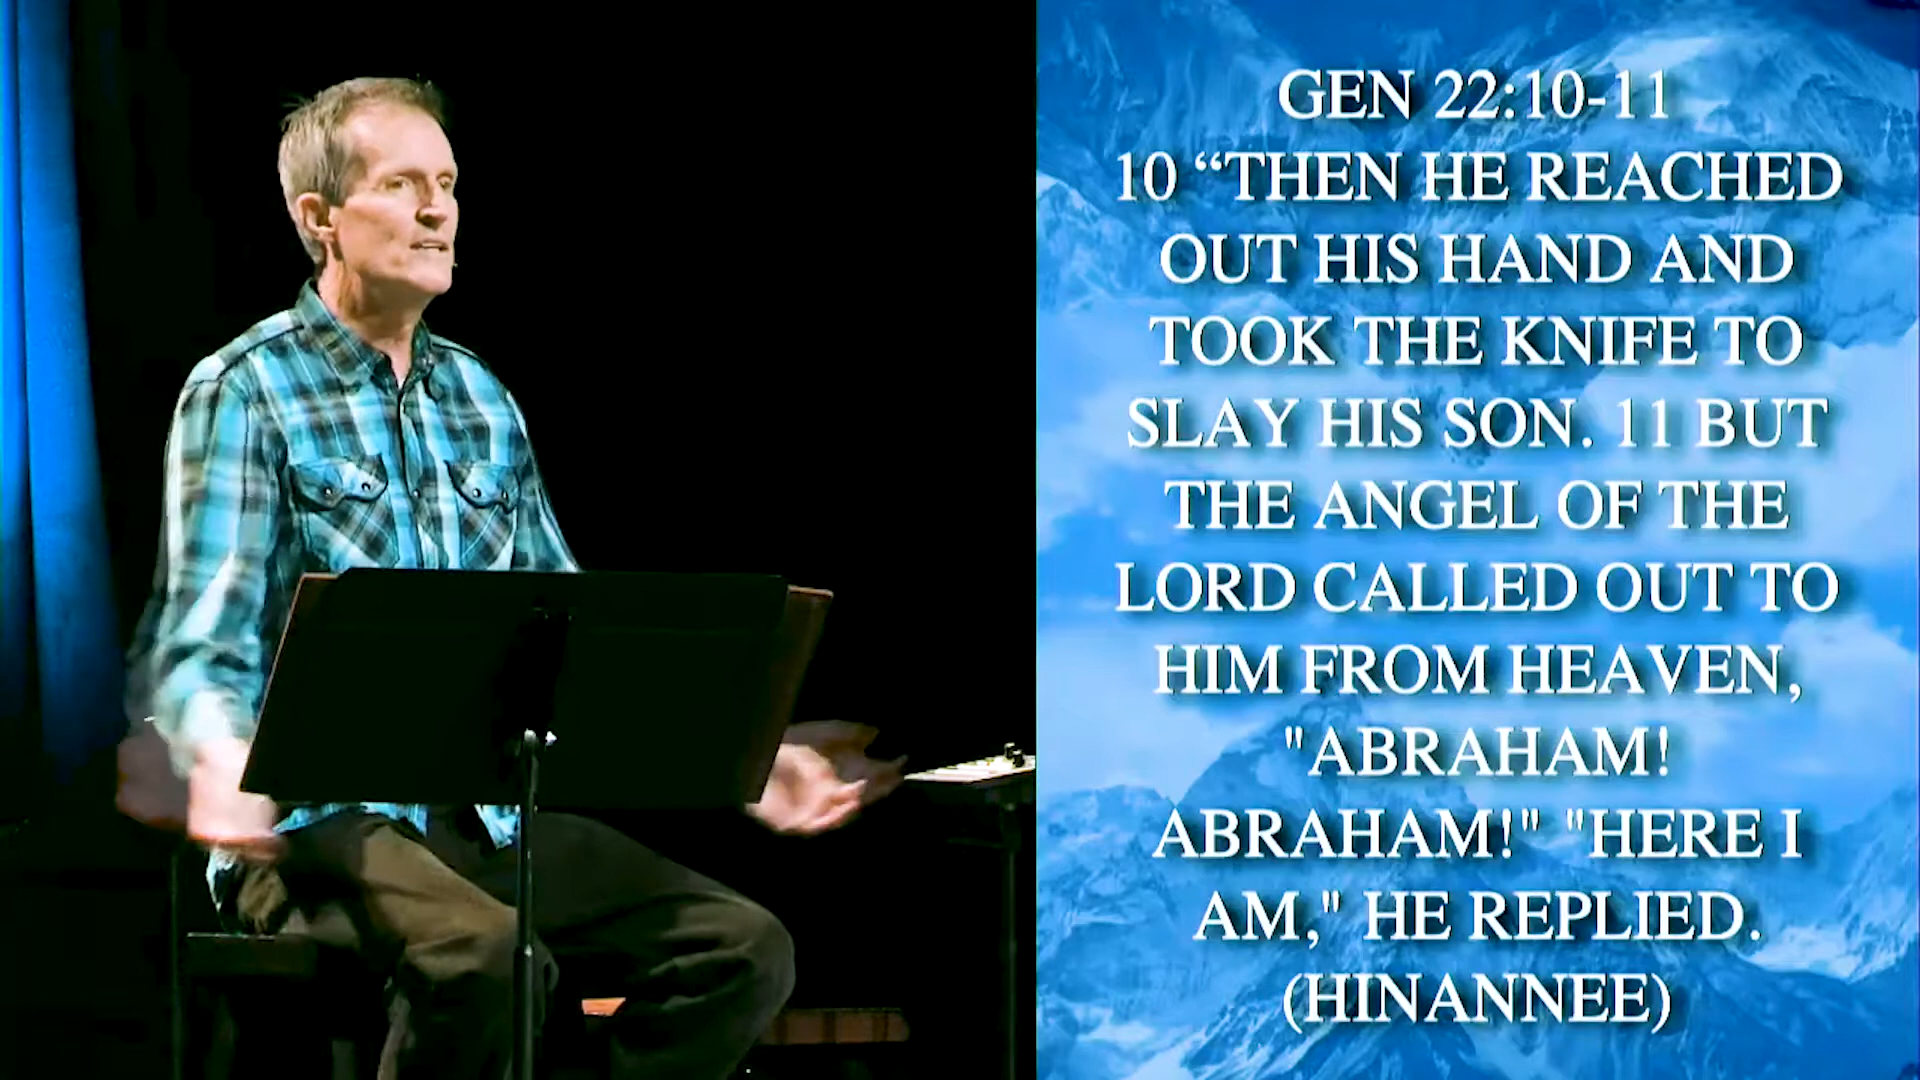 GEN 22:10-11
10 “THEN HE REACHED
OUT HIS HAND AND
TOOK THE KNIFE TO
SLAY HIS SON. 11 BUT
THE ANGEL OF THE
LORD CALLED OUT TO
HIM FROM HEAVEN,
"ABRAHAM!
ABRAHAM!" "HERE I
AM," HE REPLIED.
(HINANNEE)